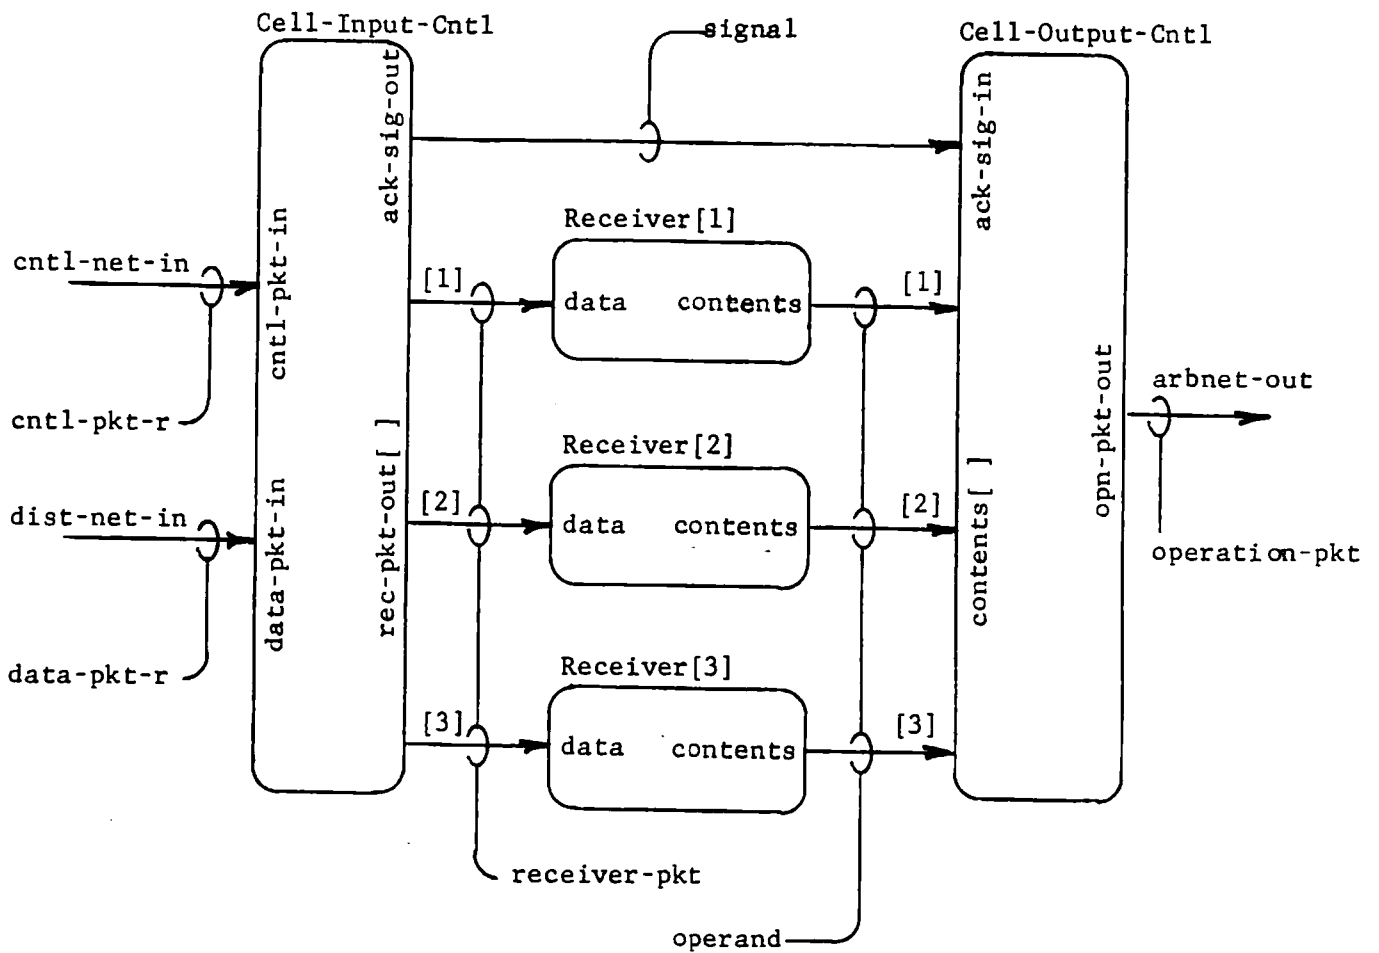 Cell-Input-Cntl
signal
Cell-Output-Cntl
ack-sig-out
ack-sig-in
Receiver[1]
cntl-net-in
cntl-pkt-in
[1]
data contents
[1]
arbnet-out
cntl-pkt-r
opn-pkt-out
Receiver[2]
dist-net-in
data-pkt-in
rec-pkt-out[ ]
[2]
data contents
[2]
contents[ ]
operation-pkt
data-pkt-r
Receiver[3]
[3]
data contents
[3]
receiver-pkt
operand